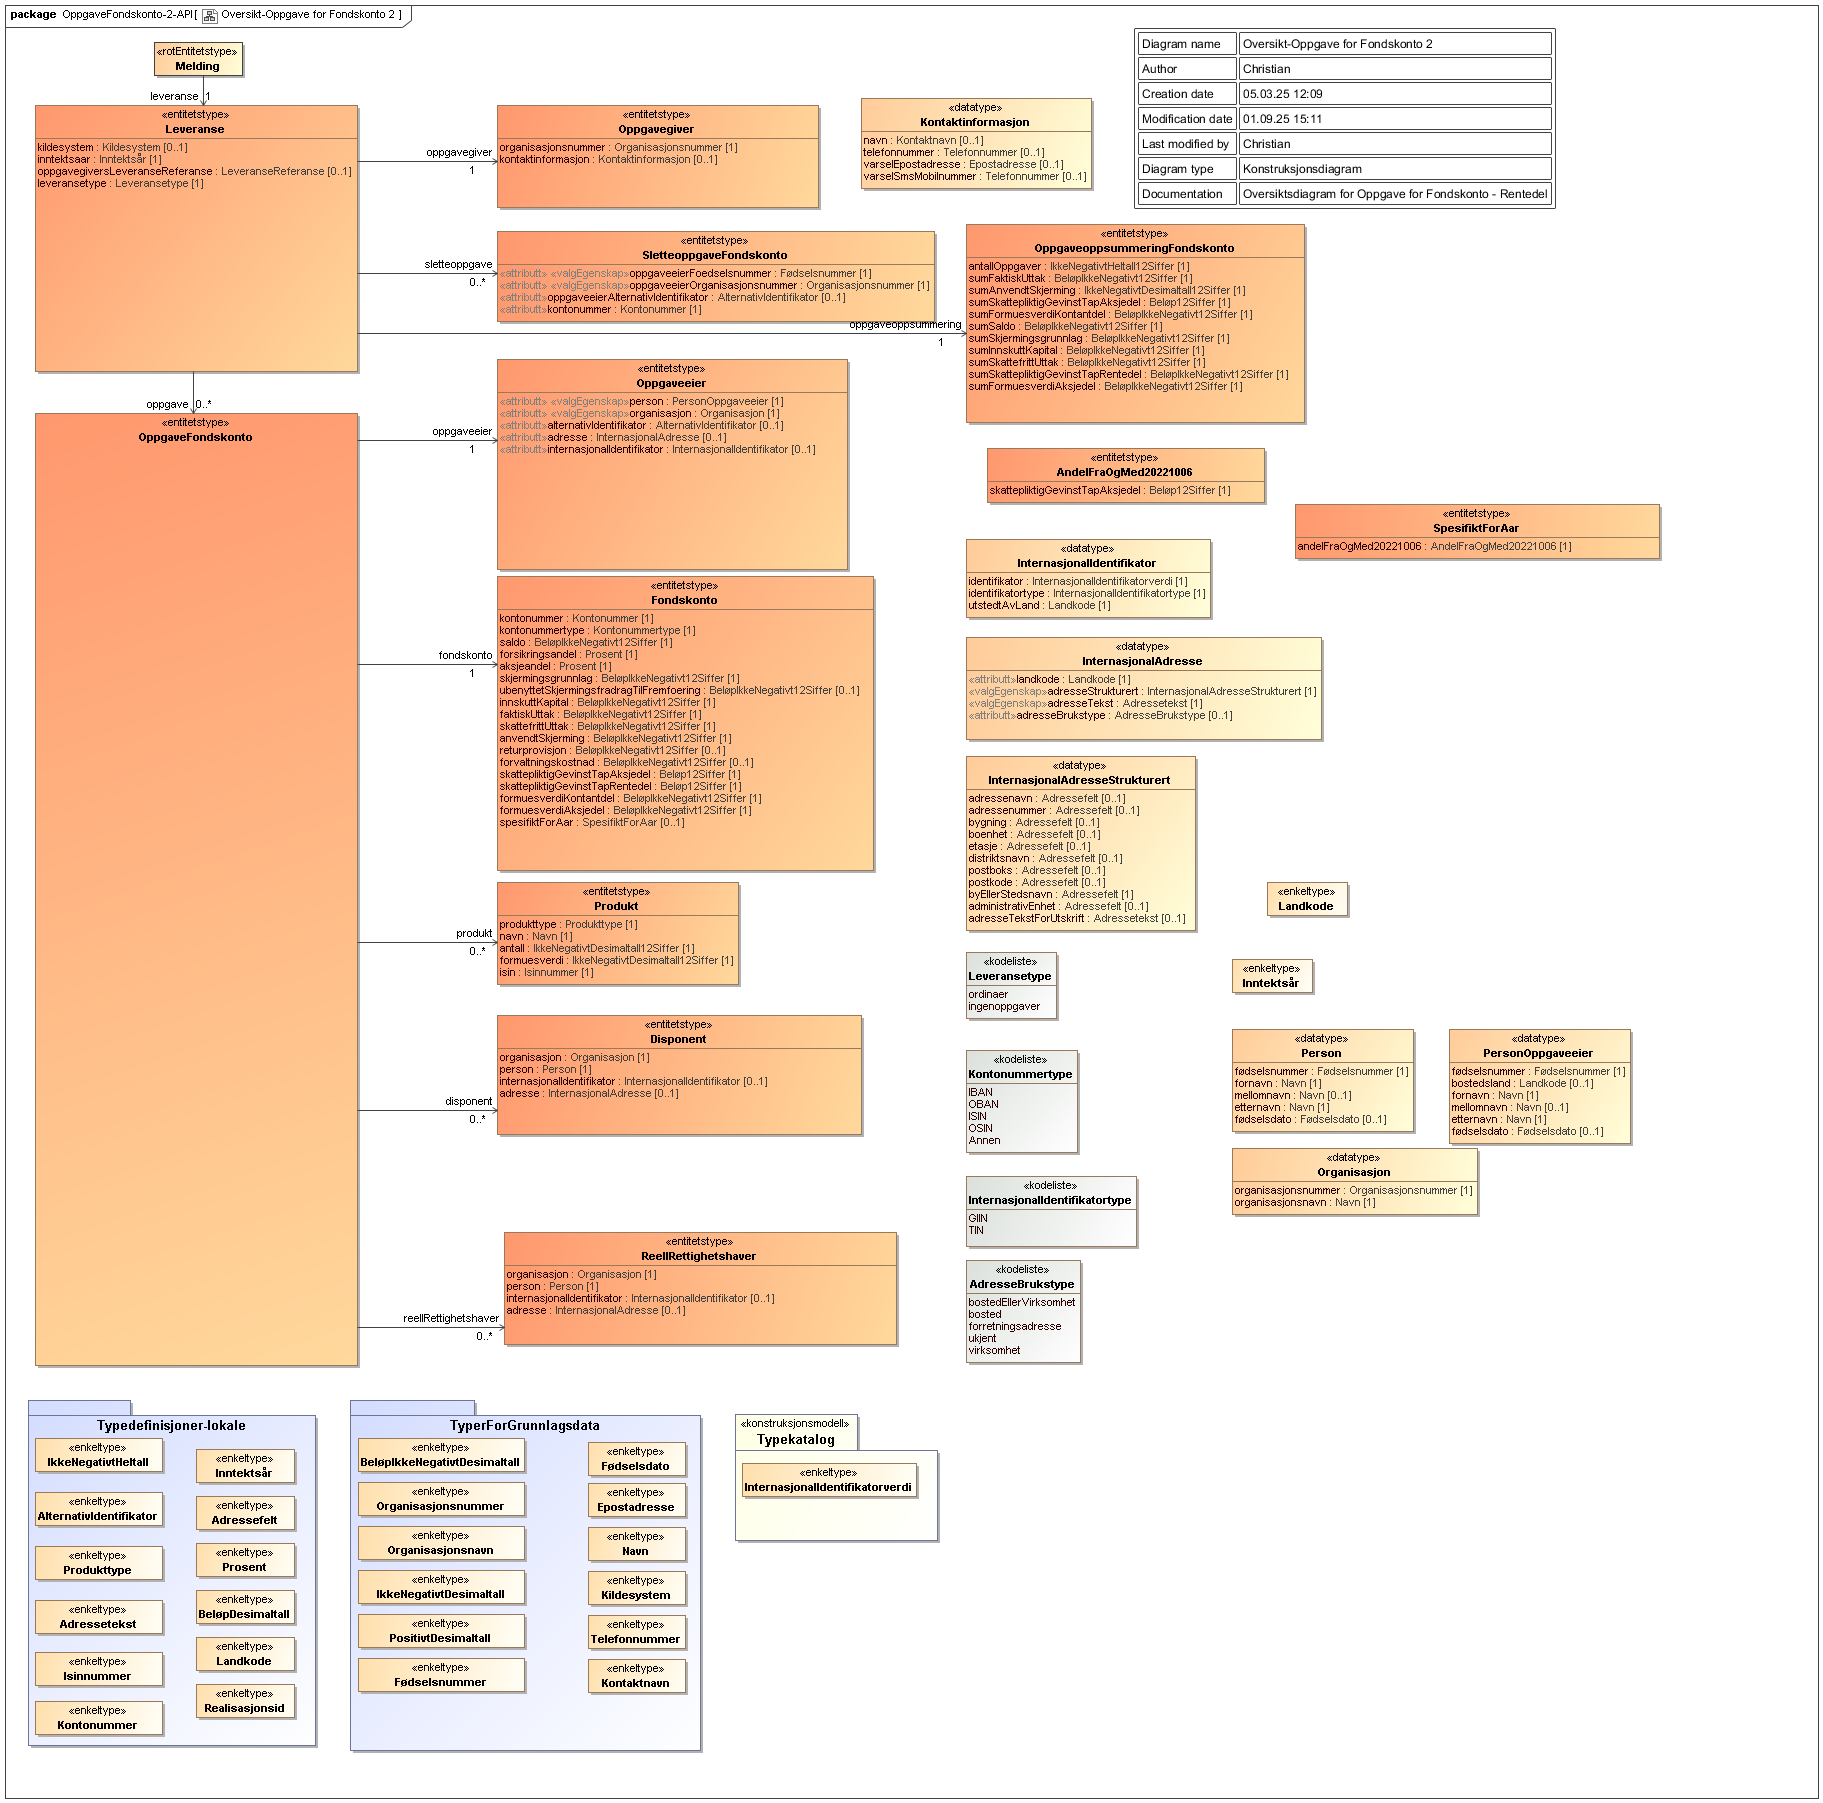 package OppgaveFondskonto-2-API[ Oversikt-Oppgave for Fondskonto 2 ]
«rotEntitetstype»
Melding
leveranse 1
Diagram name Oversikt-Oppgave for Fondskonto 2
Author Christian
Creation date 05.03.25 12:09
Modification date 01.09.25 15:11
Last modified by Christian
Diagram type Konstruksjonsdiagram
Documentation Oversiktsdiagram for Oppgave for Fondskonto - Rentedel
«entitetstype»
Leveranse
kildesystem : Kildesystem [0..1]
inntektsaar : Inntektsår [1]
oppgavegiversLeveranseReferanse : LeveranseReferanse [0..1]
leveransetype : Leveransetype [1]
oppgavegiver
1
«entitetstype»
Oppgavegiver
organisasjonsnummer : Organisasjonsnummer [1]
kontaktinformasjon : Kontaktinformasjon [0..1]
«datatype»
Kontaktinformasjon
navn : Kontaktnavn [0..1]
telefonnummer : Telefonnummer [0..1]
varselEpostadresse : Epostadresse [0..1]
varselSmsMobilnummer : Telefonnummer [0..1]
sletteoppgave
0..*
«entitetstype»
SletteoppgaveFondskonto
«attributt» «valgEgenskap»oppgaveeierFoedselsnummer : Fødselsnummer [1]
«attributt» «valgEgenskap»oppgaveeierOrganisasjonsnummer : Organisasjonsnummer [1]
«attributt»oppgaveeierAlternativIdentifikator : AlternativIdentifikator [0..1]
«attributt»kontonummer : Kontonummer [1]
oppgaveoppsummering
1
«entitetstype»
OppgaveoppsummeringFondskonto
antallOppgaver : IkkeNegativtHeltall12Siffer [1]
sumFaktiskUttak : BeløpIkkeNegativt12Siffer [1]
sumAnvendtSkjerming : IkkeNegativtDesimaltall12Siffer [1]
sumSkattepliktigGevinstTapAksjedel : Beløp12Siffer [1]
sumFormuesverdiKontantdel : BeløpIkkeNegativt12Siffer [1]
sumSaldo : BeløpIkkeNegativt12Siffer [1]
sumSkjermingsgrunnlag : BeløpIkkeNegativt12Siffer [1]
sumInnskuttKapital : BeløpIkkeNegativt12Siffer [1]
sumSkattefrittUttak : BeløpIkkeNegativt12Siffer [1]
sumSkattepliktigGevinstTapRentedel : BeløpIkkeNegativt12Siffer [1]
sumFormuesverdiAksjedel : BeløpIkkeNegativt12Siffer [1]
oppgave 0..*
«entitetstype»
OppgaveFondskonto
oppgaveeier
1
«entitetstype»
Oppgaveeier
«attributt» «valgEgenskap»person : PersonOppgaveeier [1]
«attributt» «valgEgenskap»organisasjon : Organisasjon [1]
«attributt»alternativIdentifikator : AlternativIdentifikator [0..1]
«attributt»adresse : InternasjonalAdresse [0..1]
«attributt»internasjonalIdentifikator : InternasjonalIdentifikator [0..1]
«entitetstype»
AndelFraOgMed20221006
skattepliktigGevinstTapAksjedel : Beløp12Siffer [1]
«entitetstype»
SpesifiktForAar
andelFraOgMed20221006 : AndelFraOgMed20221006 [1]
«datatype»
InternasjonalIdentifikator
identifikator : InternasjonalIdentifikatorverdi [1]
identifikatortype : InternasjonalIdentifikatortype [1]
utstedtAvLand : Landkode [1]
fondskonto
1
«entitetstype»
Fondskonto
kontonummer : Kontonummer [1]
kontonummertype : Kontonummertype [1]
saldo : BeløpIkkeNegativt12Siffer [1]
forsikringsandel : Prosent [1]
aksjeandel : Prosent [1]
skjermingsgrunnlag : BeløpIkkeNegativt12Siffer [1]
ubenyttetSkjermingsfradragTilFremfoering : BeløpIkkeNegativt12Siffer [0..1]
innskuttKapital : BeløpIkkeNegativt12Siffer [1]
faktiskUttak : BeløpIkkeNegativt12Siffer [1]
skattefrittUttak : BeløpIkkeNegativt12Siffer [1]
anvendtSkjerming : BeløpIkkeNegativt12Siffer [1]
returprovisjon : BeløpIkkeNegativt12Siffer [0..1]
forvaltningskostnad : BeløpIkkeNegativt12Siffer [0..1]
skattepliktigGevinstTapAksjedel : Beløp12Siffer [1]
skattepliktigGevinstTapRentedel : Beløp12Siffer [1]
formuesverdiKontantdel : BeløpIkkeNegativt12Siffer [1]
formuesverdiAksjedel : BeløpIkkeNegativt12Siffer [1]
spesifiktForAar : SpesifiktForAar [0..1]
«datatype»
InternasjonalAdresse
«attributt»landkode : Landkode [1]
«valgEgenskap»adresseStrukturert : InternasjonalAdresseStrukturert [1]
«valgEgenskap»adresseTekst : Adressetekst [1]
«attributt»adresseBrukstype : AdresseBrukstype [0..1]
«datatype»
InternasjonalAdresseStrukturert
adressenavn : Adressefelt [0..1]
adressenummer : Adressefelt [0..1]
bygning : Adressefelt [0..1]
boenhet : Adressefelt [0..1]
etasje : Adressefelt [0..1]
distriktsnavn : Adressefelt [0..1]
postboks : Adressefelt [0..1]
postkode : Adressefelt [0..1]
byEllerStedsnavn : Adressefelt [1]
administrativEnhet : Adressefelt [0..1]
adresseTekstForUtskrift : Adressetekst [0..1]
«enkeltype»
Landkode
produkt
0..*
«entitetstype»
Produkt
produkttype : Produkttype [1]
navn : Navn [1]
antall : IkkeNegativtDesimaltall12Siffer [1]
formuesverdi : IkkeNegativtDesimaltall12Siffer [1]
isin : Isinnummer [1]
«kodeliste»
Leveransetype
ordinaer
ingenoppgaver
«enkeltype»
Inntektsår
disponent
0..*
«entitetstype»
Disponent
organisasjon : Organisasjon [1]
person : Person [1]
internasjonalIdentifikator : InternasjonalIdentifikator [0..1]
adresse : InternasjonalAdresse [0..1]
«kodeliste»
Kontonummertype
IBAN
OBAN
ISIN
OSIN
Annen
«datatype»
Person
fødselsnummer : Fødselsnummer [1]
fornavn : Navn [1]
mellomnavn : Navn [0..1]
etternavn : Navn [1]
fødselsdato : Fødselsdato [0..1]
«datatype»
PersonOppgaveeier
fødselsnummer : Fødselsnummer [1]
bostedsland : Landkode [0..1]
fornavn : Navn [1]
mellomnavn : Navn [0..1]
etternavn : Navn [1]
fødselsdato : Fødselsdato [0..1]
«datatype»
Organisasjon
organisasjonsnummer : Organisasjonsnummer [1]
organisasjonsnavn : Navn [1]
«kodeliste»
InternasjonalIdentifikatortype
GIIN
TIN
reellRettighetshaver
0..*
«entitetstype»
ReellRettighetshaver
organisasjon : Organisasjon [1]
person : Person [1]
internasjonalIdentifikator : InternasjonalIdentifikator [0..1]
adresse : InternasjonalAdresse [0..1]
«kodeliste»
AdresseBrukstype
bostedEllerVirksomhet
bosted
forretningsadresse
ukjent
virksomhet
Typedefinisjoner-lokale
«enkeltype»
IkkeNegativtHeltall
«enkeltype»
AlternativIdentifikator
«enkeltype»
Produkttype
«enkeltype»
Adressetekst
«enkeltype»
Isinnummer
«enkeltype»
Kontonummer
«enkeltype»
Inntektsår
«enkeltype»
Adressefelt
«enkeltype»
Prosent
«enkeltype»
BeløpDesimaltall
«enkeltype»
Landkode
«enkeltype»
Realisasjonsid
TyperForGrunnlagsdata
«enkeltype»
BeløpIkkeNegativtDesimaltall
«enkeltype»
Organisasjonsnummer
«enkeltype»
Organisasjonsnavn
«enkeltype»
IkkeNegativtDesimaltall
«enkeltype»
PositivtDesimaltall
«enkeltype»
Fødselsnummer
«enkeltype»
Fødselsdato
«enkeltype»
Epostadresse
«enkeltype»
Navn
«enkeltype»
Kildesystem
«enkeltype»
Telefonnummer
«enkeltype»
Kontaktnavn
«konstruksjonsmodell»
Typekatalog
«enkeltype»
InternasjonalIdentifikatorverdi